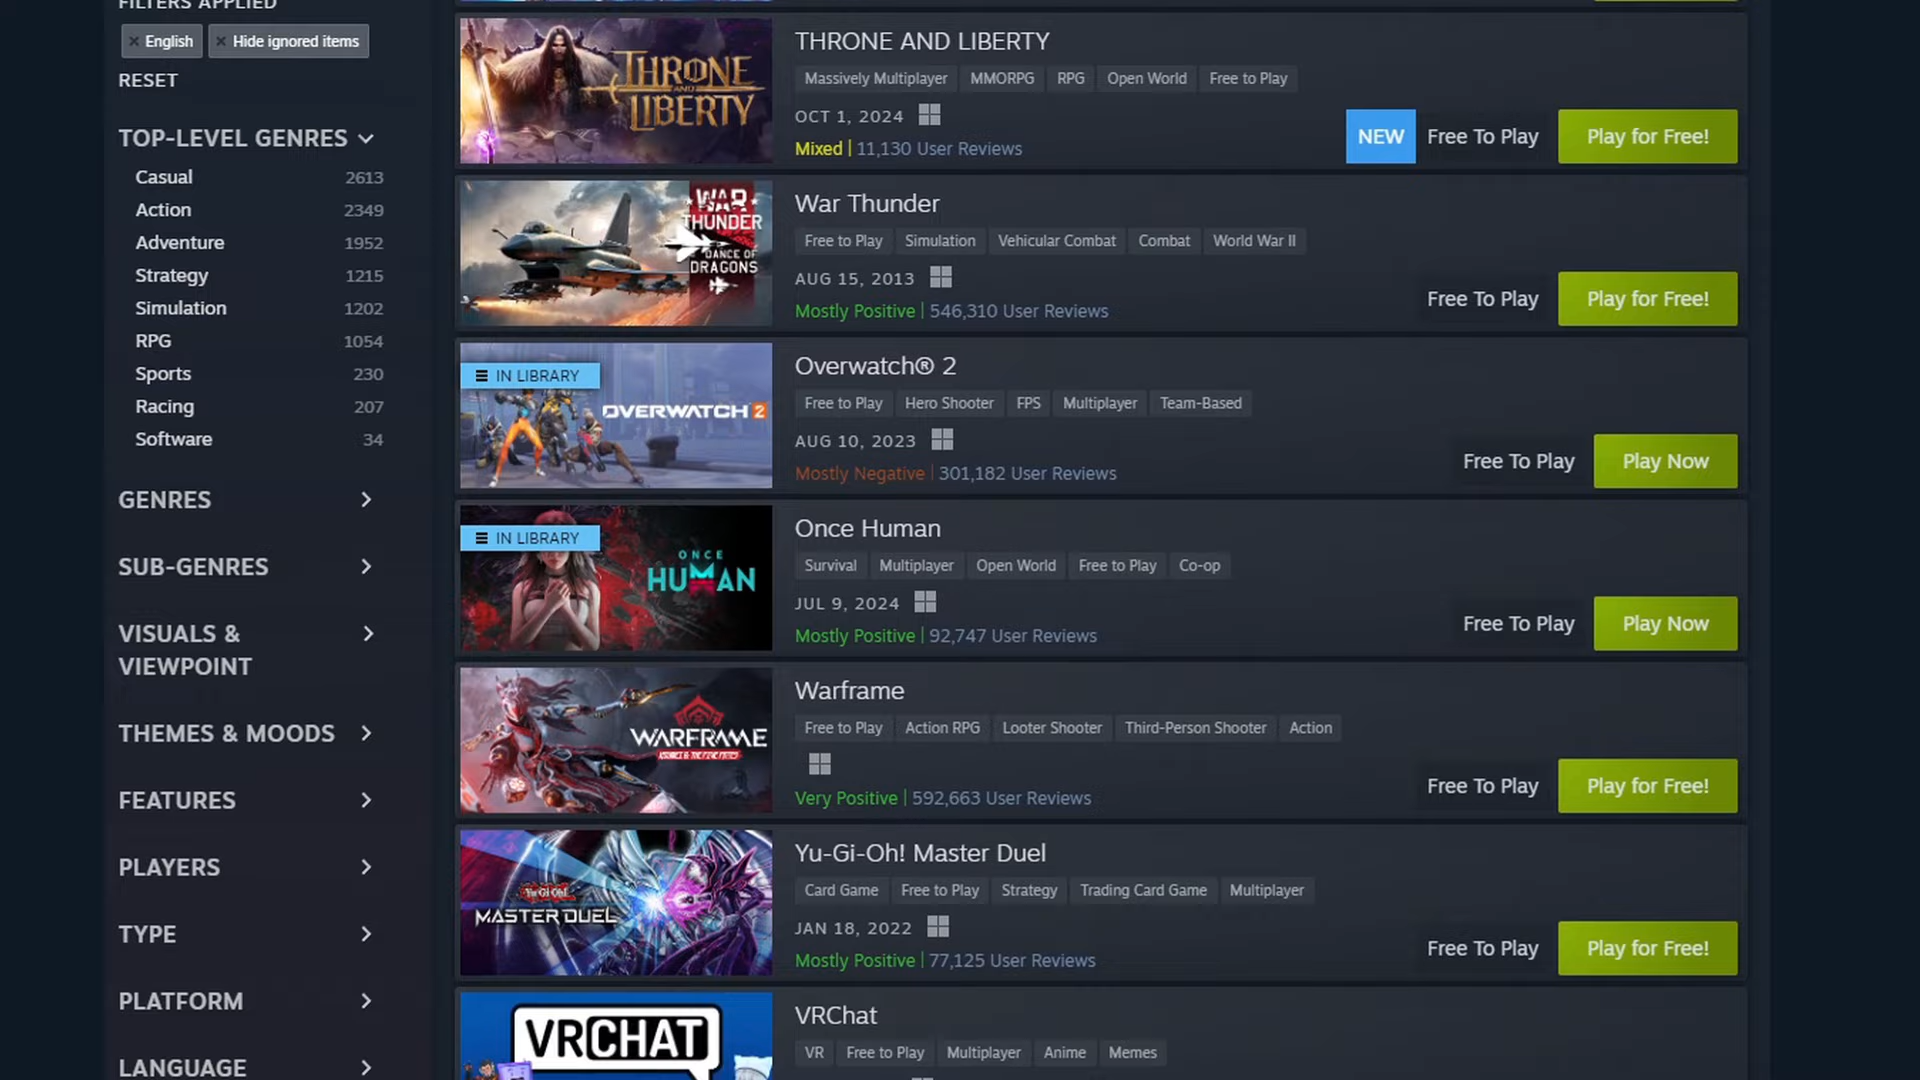 FILTERS APPLIED
× English
× Hide ignored items
RESET
TOP-LEVEL GENRES
Casual 2613
Action 2349
Adventure 1952
Strategy 1215
Simulation 1202
RPG 1054
Sports 230
Racing 207
Software 34
GENRES
SUB-GENRES
VISUALS &
VIEWPOINT
THEMES & MOODS
FEATURES
PLAYERS
TYPE
PLATFORM
LANGUAGE
THRONE
AND
LIBERTY
THRONE AND LIBERTY
Massively Multiplayer MMORPG RPG Open World Free to Play
OCT 1, 2024
Mixed | 11,130 User Reviews
NEW Free To Play Play for Free!
WAR
THUNDER
DANCE OF
DRAGONS
War Thunder
Free to Play Simulation Vehicular Combat Combat World War II
AUG 15, 2013
Mostly Positive | 546,310 User Reviews
Free To Play Play for Free!
IN LIBRARY
OVERWATCH 2
Overwatch® 2
Free to Play Hero Shooter FPS Multiplayer Team-Based
AUG 10, 2023
Mostly Negative | 301,182 User Reviews
Free To Play Play Now
IN LIBRARY
ONCE
HUMAN
Once Human
Survival Multiplayer Open World Free to Play Co-op
JUL 9, 2024
Mostly Positive | 92,747 User Reviews
Free To Play Play Now
WARFRAME
Warframe
Free to Play Action RPG Looter Shooter Third-Person Shooter Action
Very Positive | 592,663 User Reviews
Free To Play Play for Free!
Yu-Gi-Oh!
MASTER DUEL
Yu-Gi-Oh! Master Duel
Card Game Free to Play Strategy Trading Card Game Multiplayer
JAN 18, 2022
Mostly Positive | 77,125 User Reviews
Free To Play Play for Free!
VRCHAT
VRChat
VR Free to Play Multiplayer Anime Memes